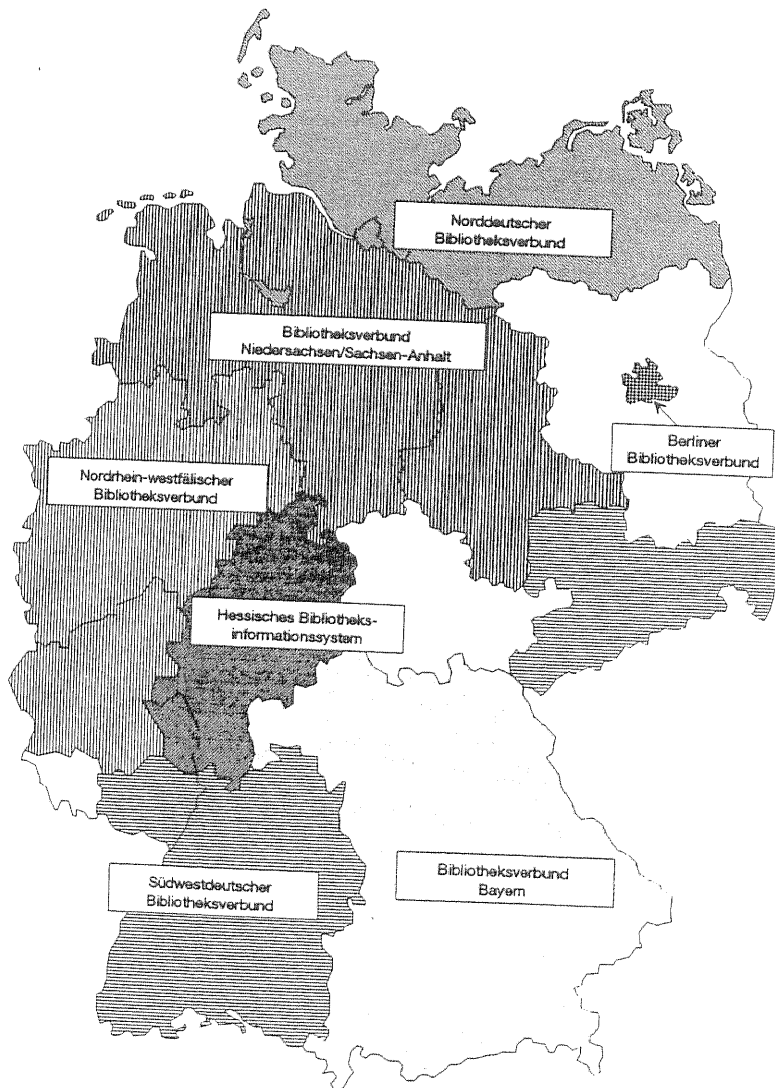 Norddeutscher
Bibliotheksverbund
Bibliotheksverbund
Niedersachsen/Sachsen-Anhalt
Berliner
Bibliotheksverbund
Nordrhein-westfälischer
Bibliotheksverbund
Hessisches Bibliotheks-
informationssystem
Südwestdeutscher
Bibliotheksverbund
Bibliotheksverbund
Bayern